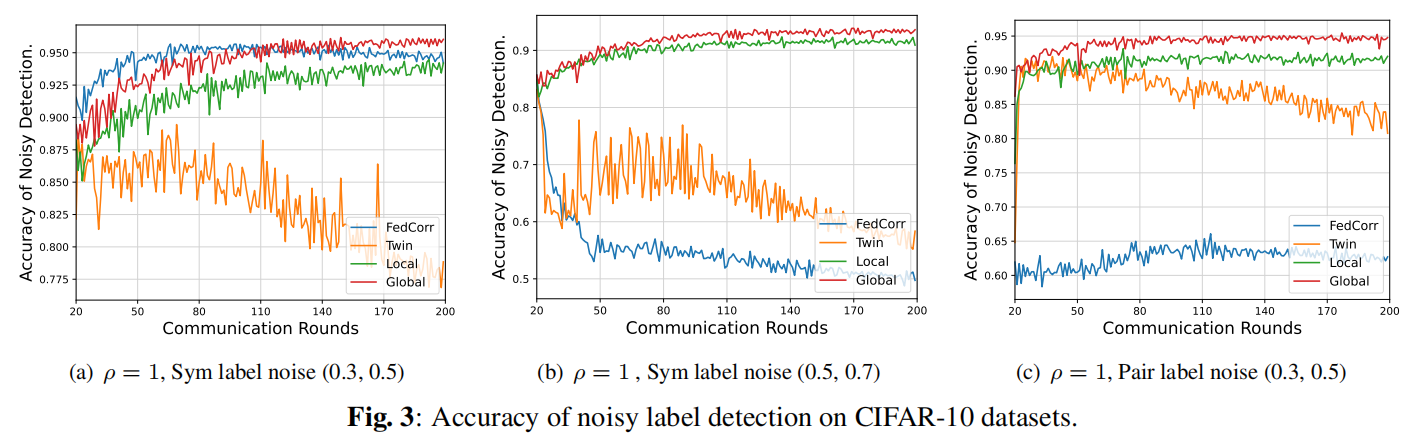 Accuracy of Noisy Detection.
0.950
0.925
0.900
0.875
0.850
0.825
0.800
0.775
20 50 80 110 140 170 200
Communication Rounds
FedCorr
Twin
Local
Global
(a) ρ = 1, Sym label noise (0.3, 0.5)
Accuracy of Noisy Detection.
0.9
0.8
0.7
0.6
0.5
20 50 80 110 140 170 200
Communication Rounds
FedCorr
Twin
Local
Global
(b) ρ = 1 , Sym label noise (0.5, 0.7)
Accuracy of Noisy Detection.
0.95
0.90
0.85
0.80
0.75
0.70
0.65
0.60
20 50 80 110 140 170 200
Communication Rounds
FedCorr
Twin
Local
Global
(c) ρ = 1, Pair label noise (0.3, 0.5)
Fig. 3: Accuracy of noisy label detection on CIFAR-10 datasets.